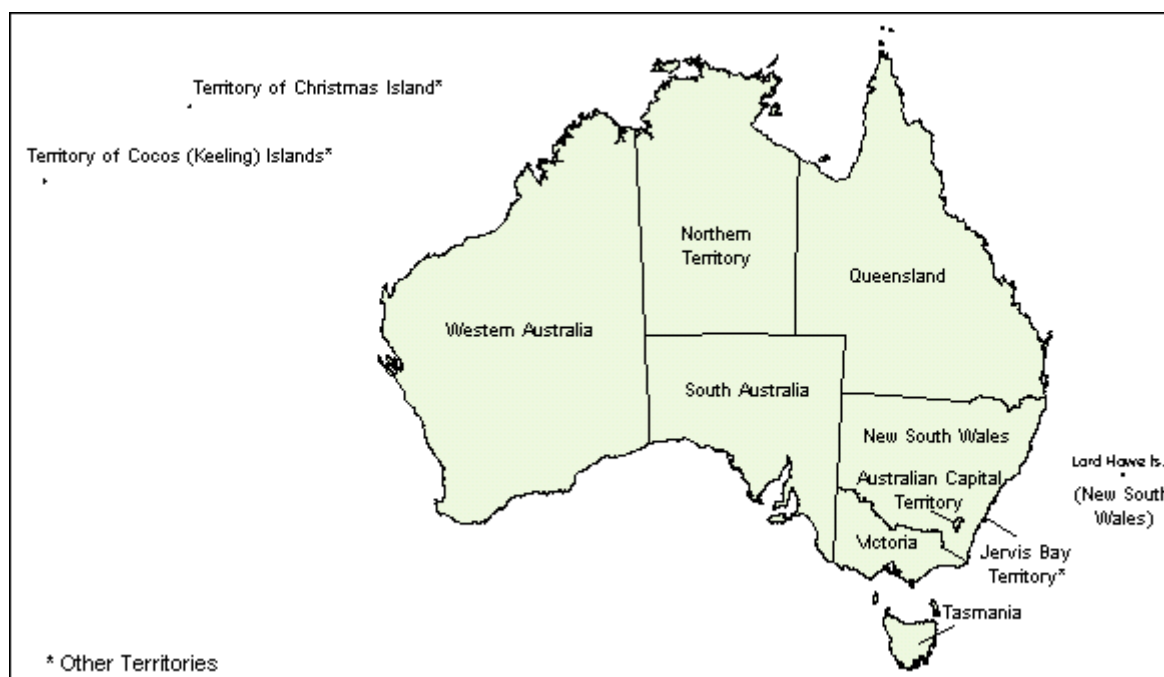 Territory of Christmas Island*
Territory of Cocos (Keeling) Islands*
Northern
Territory
Queensland
Western Australia
South Australia
New South Wales
Lord Howe Is.
(New South
Wales)
Australian Capital
Territory
Victoria
Jervis Bay
Territory*
Tasmania
* Other Territories